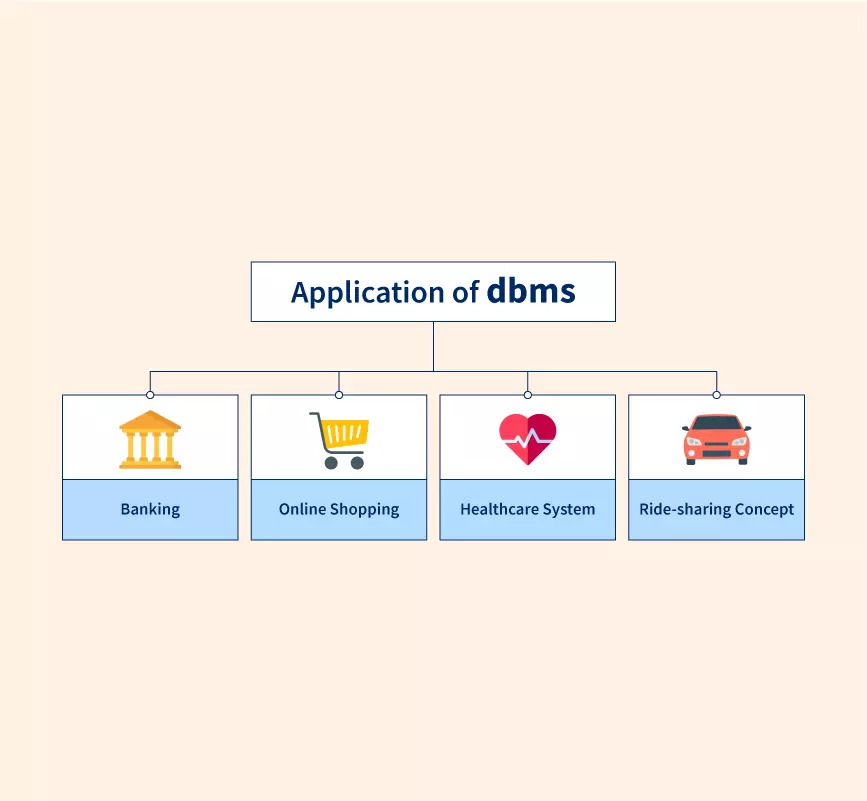 Application of dbms
Banking
Online Shopping
Healthcare System
Ride-sharing Concept